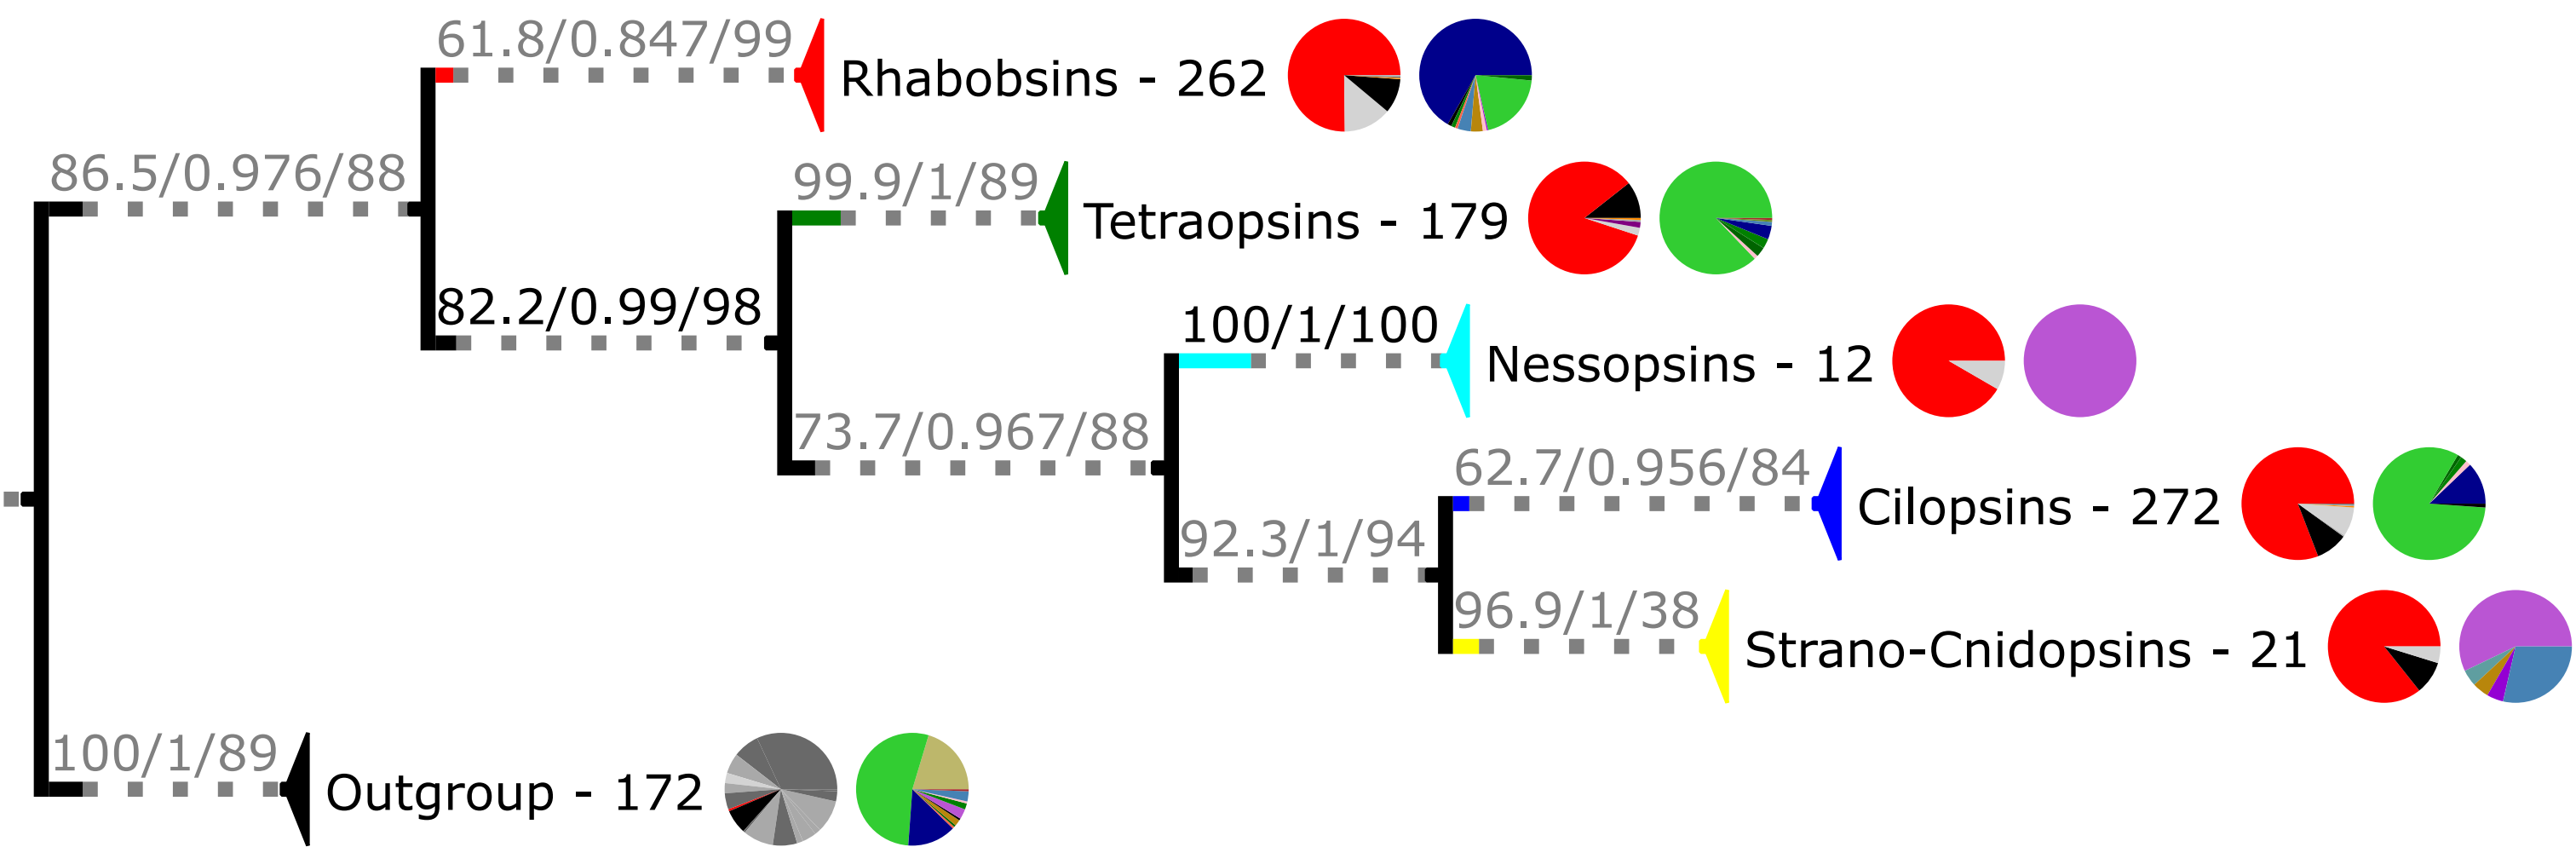 61.8/0.847/99
Rhabobsins - 262
86.5/0.976/88
99.9/1/89
Tetraopsins - 179
82.2/0.99/98
100/1/100
Nessopsins - 12
73.7/0.967/88
62.7/0.956/84
Cilopsins - 272
92.3/1/94
96.9/1/38
Strano-Cnidopsins - 21
100/1/89
Outgroup - 172